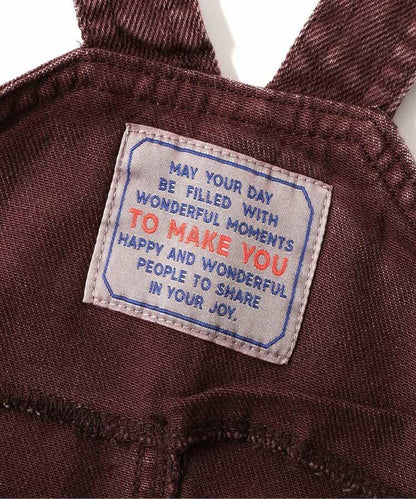 MAY YOUR DAY
BE FILLED WITH
WONDERFUL MOMENTS
TO MAKE YOU
HAPPY AND WONDERFUL
PEOPLE TO SHARE
IN YOUR JOY.